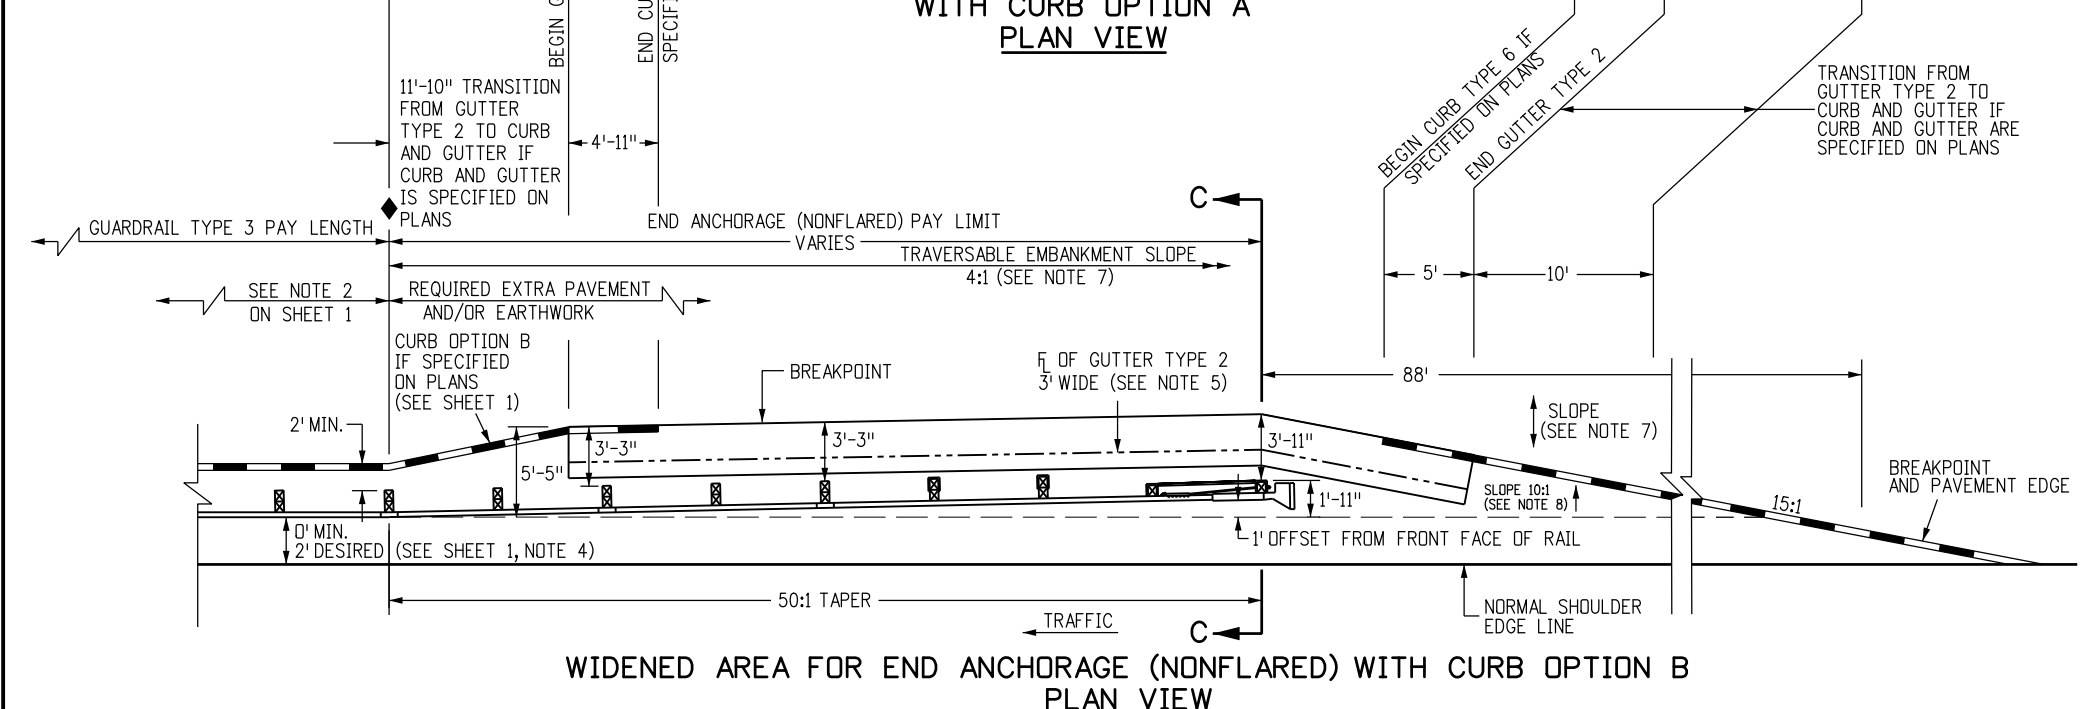 WITH CURB OPTION A
PLAN VIEW
BEGIN
END
SPECIFI
11'-10" TRANSITION
FROM GUTTER
TYPE 2 TO CURB
AND GUTTER IF
CURB AND GUTTER
IS SPECIFIED ON
PLANS
4'-11"
BEGIN CURB TYPE 6 IF
SPECIFIED ON PLANS
END GUTTER TYPE 2
TRANSITION FROM
GUTTER TYPE 2 TO
CURB AND GUTTER IF
CURB AND GUTTER ARE
SPECIFIED ON PLANS
C
GUARDRAIL TYPE 3 PAY LENGTH
END ANCHORAGE (NONFLARED) PAY LIMIT
VARIES
TRAVERSABLE EMBANKMENT SLOPE
4:1 (SEE NOTE 7)
5'
10'
SEE NOTE 2
ON SHEET 1
REQUIRED EXTRA PAVEMENT
AND/OR EARTHWORK
CURB OPTION B
IF SPECIFIED
ON PLANS
(SEE SHEET 1)
BREAKPOINT
FL OF GUTTER TYPE 2
3' WIDE (SEE NOTE 5)
88'
SLOPE
(SEE NOTE 7)
2' MIN.
3'-3"
5'-5"
3'-3"
3'-11"
BREAKPOINT
AND PAVEMENT EDGE
SLOPE 10:1
(SEE NOTE 8)
1'-11"
15:1
0' MIN.
2' DESIRED (SEE SHEET 1, NOTE 4)
1' OFFSET FROM FRONT FACE OF RAIL
50:1 TAPER
NORMAL SHOULDER
EDGE LINE
TRAFFIC
C
WIDENED AREA FOR END ANCHORAGE (NONFLARED) WITH CURB OPTION B
PLAN VIEW